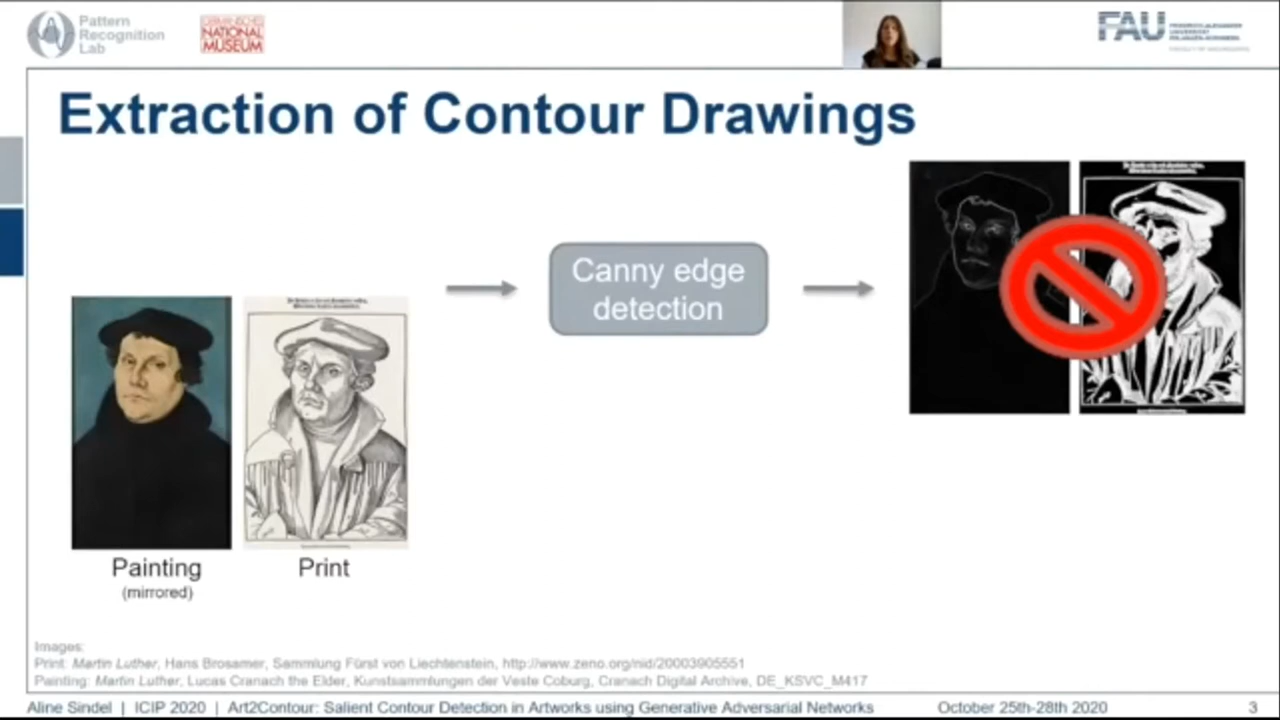 Pattern
Recognition
Lab
GERMANISCHES
NATIONAL
MUSEUM
FAU
Extraction of Contour Drawings
Canny edge
detection
Painting
(mirrored)
Print
Images:
Print: Martin Luther, Hans Brosamer, Sammlung Fürst von Liechtenstein, http://www.zeno.org/nid/20003905551
Painting: Martin Luther, Lucas Cranach the Elder, Kunstsammlungen der Veste Coburg, Cranach Digital Archive, DE_KSVC_M417
Aline Sindel | ICIP 2020 | Art2Contour: Salient Contour Detection in Artworks using Generative Adversarial Networks
October 25th-28th 2020
3